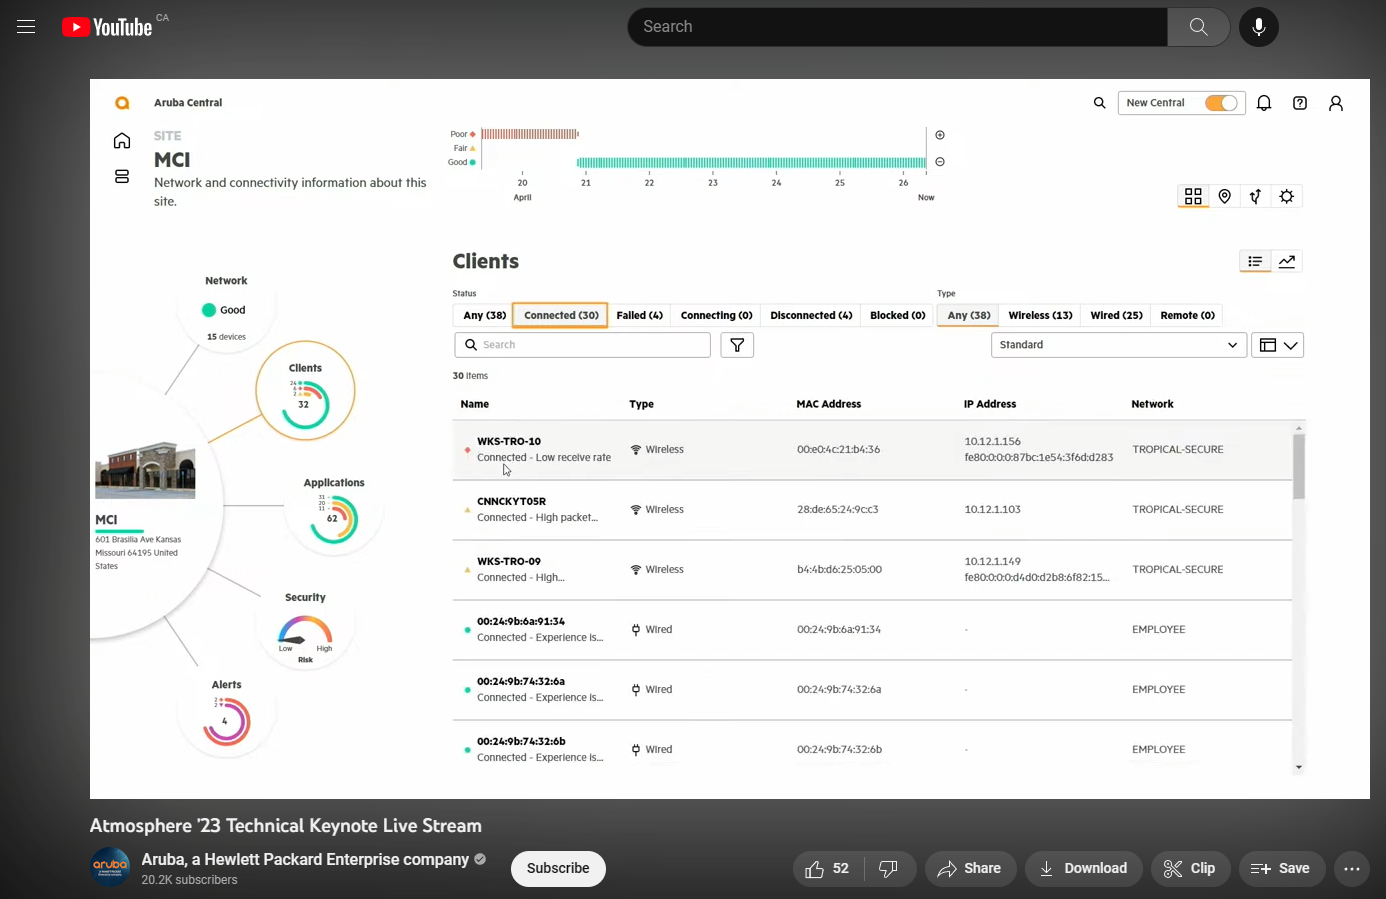 YouTube CA
Search
Aruba Central
New Central
SITE
MCI
Network and connectivity information about this
site.
Poor
Fair
Good
20 21 22 23 24 25 26
April Now
Network
Good
15 devices
Clients
24
6
2
32
Applications
31
20
11
62
MCI
601 Brasilia Ave Kansas
Missouri 64195 United
States
Security
Low High
Risk
Alerts
2
2
4
Clients
Status Type
Any (38) Connected (30) Failed (4) Connecting (0) Disconnected (4) Blocked (0) Any (38) Wireless (13) Wired (25) Remote (0)
Search Standard
30 items
Name Type MAC Address IP Address Network
WKS-TRO-10
Connected - Low receive rate
Wireless
00:e0:4c:21:b4:36
10.12.1.156
fe80:0:0:0:87bc:1e54:3f6d:d283
TROPICAL-SECURE
CNNCKYT05R
Connected - High packet...
Wireless
28:de:65:24:9c:c3
10.12.1.103
TROPICAL-SECURE
WKS-TRO-09
Connected - High...
Wireless
b4:4b:d6:25:05:00
10.12.1.149
fe80:0:0:0:d4d0:d2b8:6f82:15...
TROPICAL-SECURE
00:24:9b:6a:91:34
Connected - Experience is...
Wired
00:24:9b:6a:91:34
-
EMPLOYEE
00:24:9b:74:32:6a
Connected - Experience is...
Wired
00:24:9b:74:32:6a
-
EMPLOYEE
00:24:9b:74:32:6b
Connected - Experience is...
Wired
00:24:9b:74:32:6b
-
EMPLOYEE
Atmosphere '23 Technical Keynote Live Stream
aruba
Aruba, a Hewlett Packard Enterprise company
20.2K subscribers
Subscribe
52
Share
Download
Clip
Save